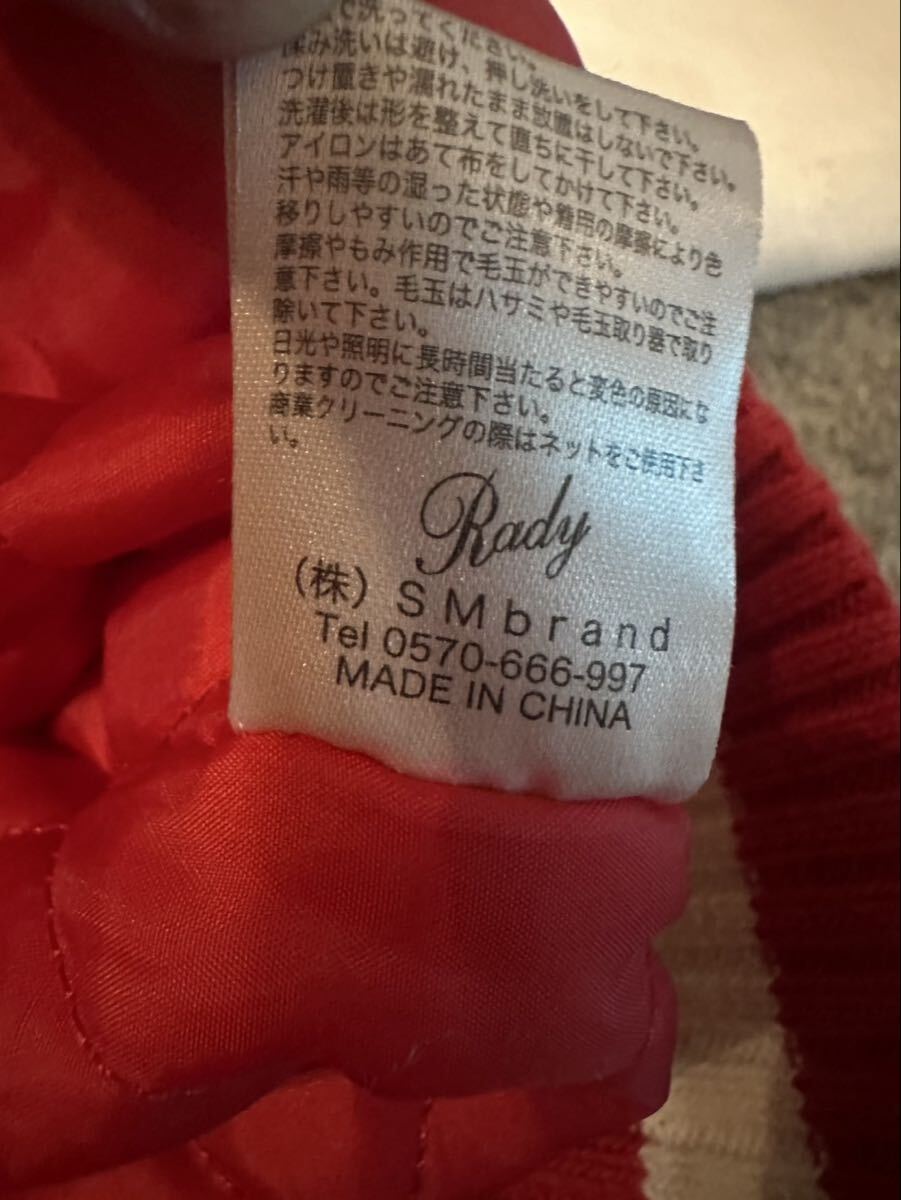 で洗ってください。
揉み洗いは避け、押し洗いをして下さい。
つけ置きや濡れたまま放置はしないで下さい。
洗濯後は形を整えて直ちに干して下さい。
アイロンはあて布をしてかけて下さい。
汗や雨等の湿った状態や着用の摩擦により色
移りしやすいのでご注意下さい。
摩擦やもみ作用で毛玉ができやすいのでご注
意下さい。毛玉はハサミや毛玉取り器で取り
除いて下さい。
日光や照明に長時間当たると変色の原因にな
りますのでご注意下さい。
商業クリーニングの際はネットをご使用下さ
い。
Rady
(株) SMbrand
Tel 0570-666-997
MADE IN CHINA